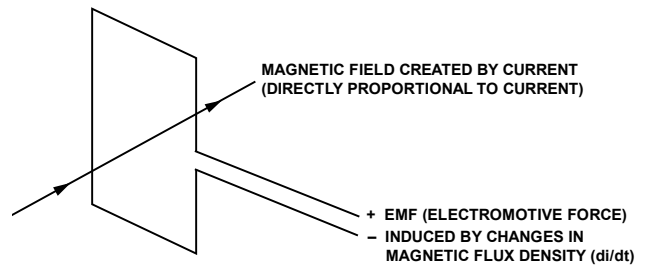 MAGNETIC FIELD CREATED BY CURRENT
(DIRECTLY PROPORTIONAL TO CURRENT)
+ EMF (ELECTROMOTIVE FORCE)
– INDUCED BY CHANGES IN
MAGNETIC FLUX DENSITY (di/dt)